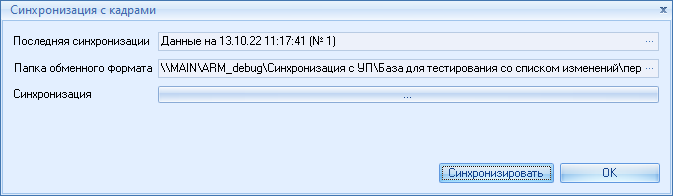 Синхронизация с кадрами
Последняя синхронизации Данные на 13.10.22 11:17:41 (№ 1) ...
Папка обменного формата \\MAIN\ARM_debug\Синхронизация с УП\База для тестирования со списком изменений\пер ...
Синхронизация ...
Синхронизировать OK